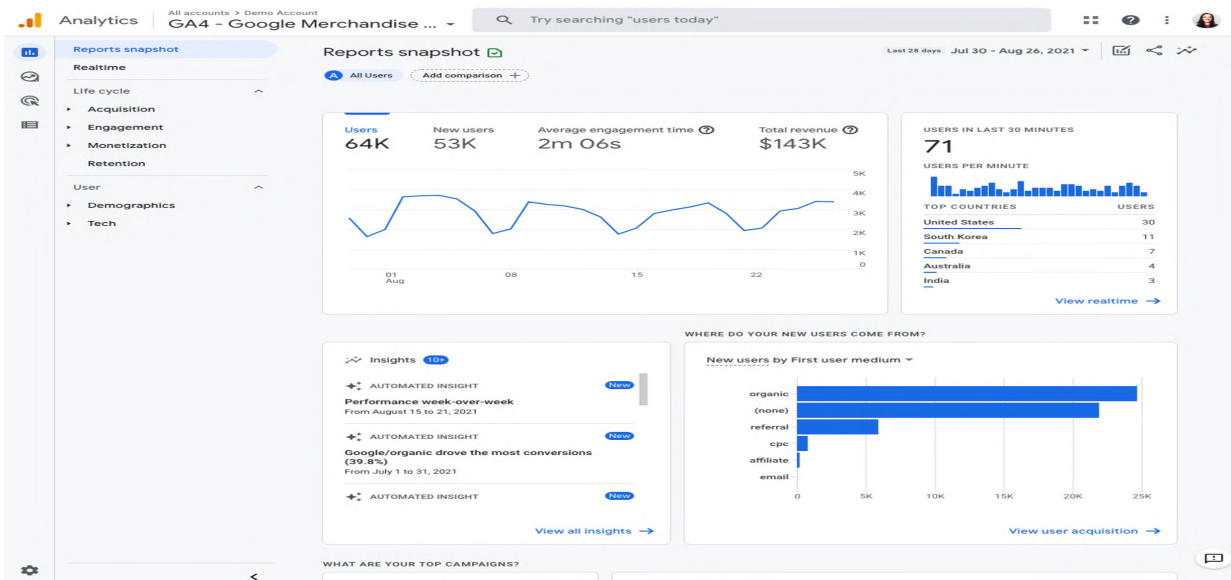 Analytics
All accounts > Demo Account
GA4 - Google Merchandise ...
Try searching "users today"
Reports snapshot
Realtime
Life cycle
Acquisition
Engagement
Monetization
Retention
User
Demographics
Tech
Reports snapshot
Last 28 days Jul 30 - Aug 26, 2021
A All Users
Add comparison +
Users
64K
New users
53K
Average engagement time
2m 06s
Total revenue
$143K
5K
4K
3K
2K
1K
0
01
Aug
08
15
22
USERS IN LAST 30 MINUTES
71
USERS PER MINUTE
TOP COUNTRIES USERS
United States 30
South Korea 11
Canada 7
Australia 4
India 3
View realtime
WHERE DO YOUR NEW USERS COME FROM?
Insights 10+
AUTOMATED INSIGHT New
Performance week-over-week
From August 15 to 21, 2021
AUTOMATED INSIGHT New
Google/organic drove the most conversions
(39.8%)
From July 1 to 31, 2021
AUTOMATED INSIGHT New
View all insights
New users by First user medium
organic
(none)
referral
cpc
affiliate
email
0 5K 10K 15K 20K 25K
View user acquisition
WHAT ARE YOUR TOP CAMPAIGNS?